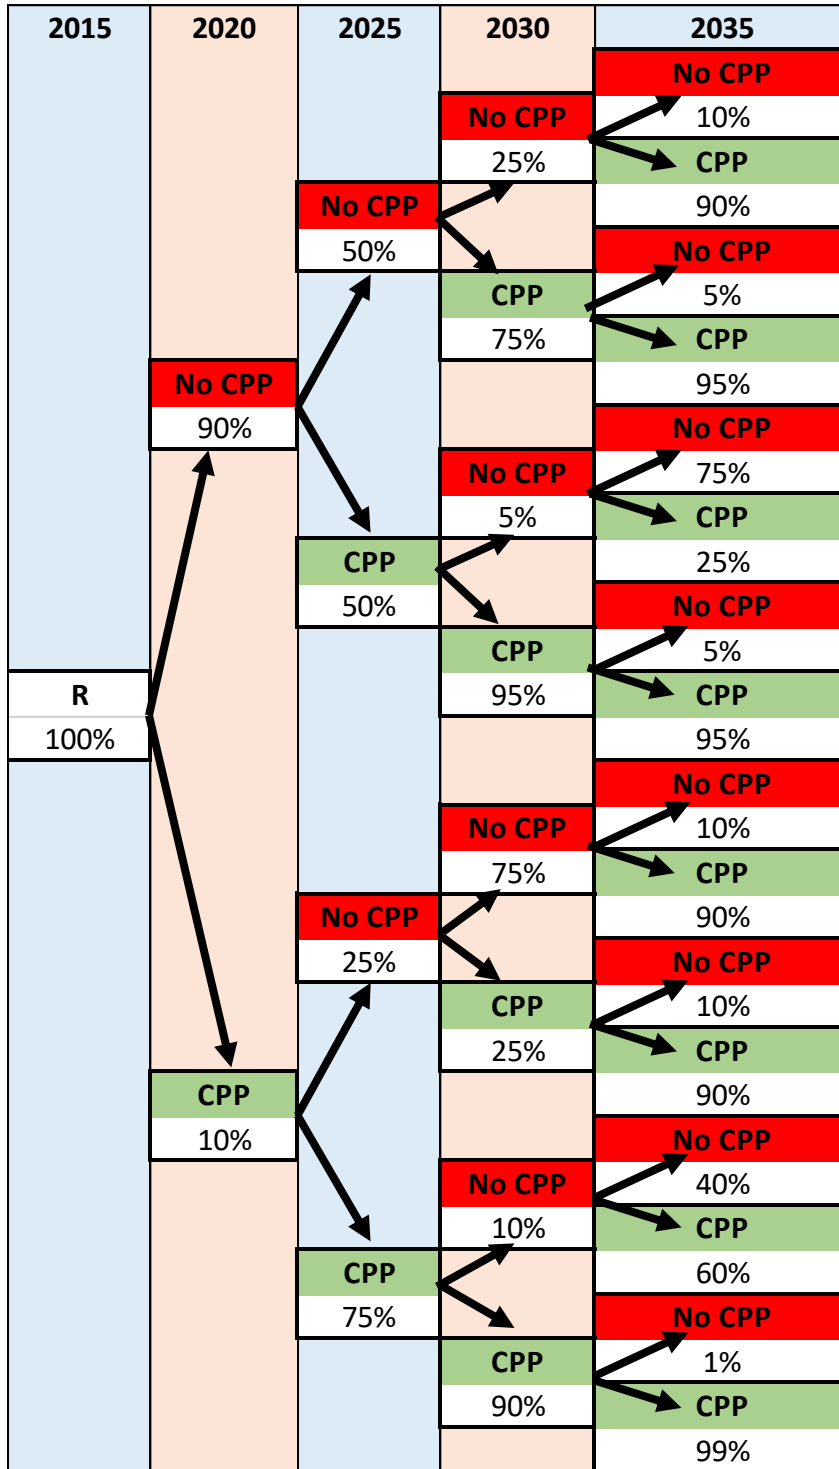 2015 2020 2025 2030 2035
No CPP
No CPP 10%
25% CPP
No CPP 90%
50% No CPP
CPP 5%
75% CPP
No CPP 95%
90% No CPP
No CPP 75%
5% CPP
CPP 25%
50% No CPP
CPP 5%
R 95% CPP
100% 95%
No CPP
No CPP 10%
75% CPP
No CPP 90%
25% No CPP
CPP 10%
25% CPP
CPP 90%
10% No CPP
No CPP 40%
10% CPP
CPP 60%
75% No CPP
CPP 1%
90% CPP
99%